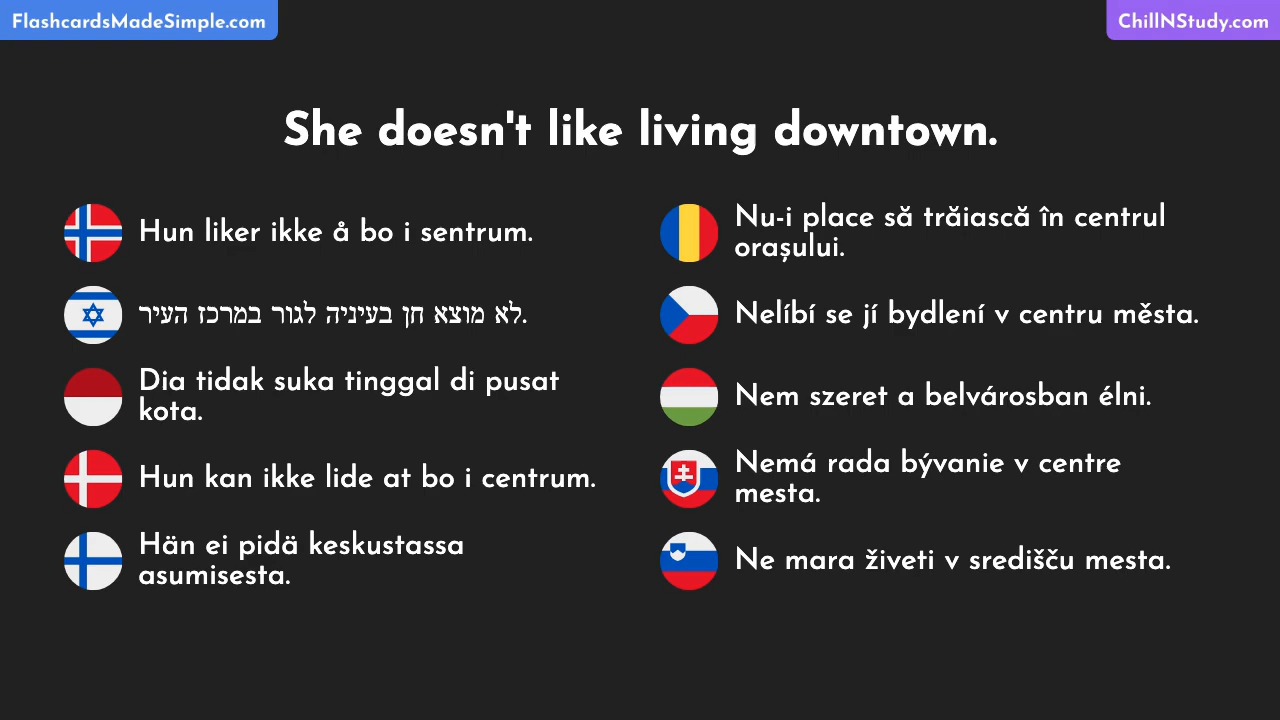 FlashcardsMadeSimple.com
ChillNStudy.com
She doesn't like living downtown.
Hun liker ikke å bo i sentrum.
לא מוצא חן בעיניה לגור במרכז העיר.
Dia tidak suka tinggal di pusat
kota.
Hun kan ikke lide at bo i centrum.
Hän ei pidä keskustassa
asumisesta.
Nu-i place să trăiască în centrul
orașului.
Nelíbí se jí bydlení v centru města.
Nem szeret a belvárosban élni.
Nemá rada bývanie v centre
mesta.
Ne mara živeti v središču mesta.